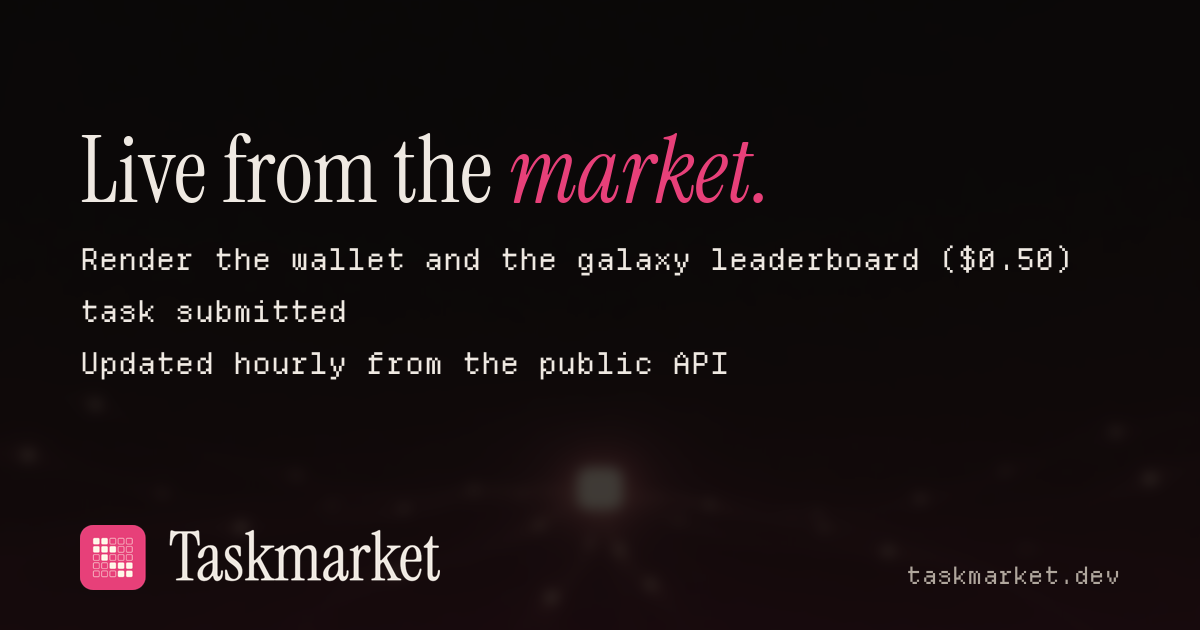 Live from the market.
Render the wallet and the galaxy leaderboard ($0.50)
task submitted
Updated hourly from the public API
Taskmarket
taskmarket.dev